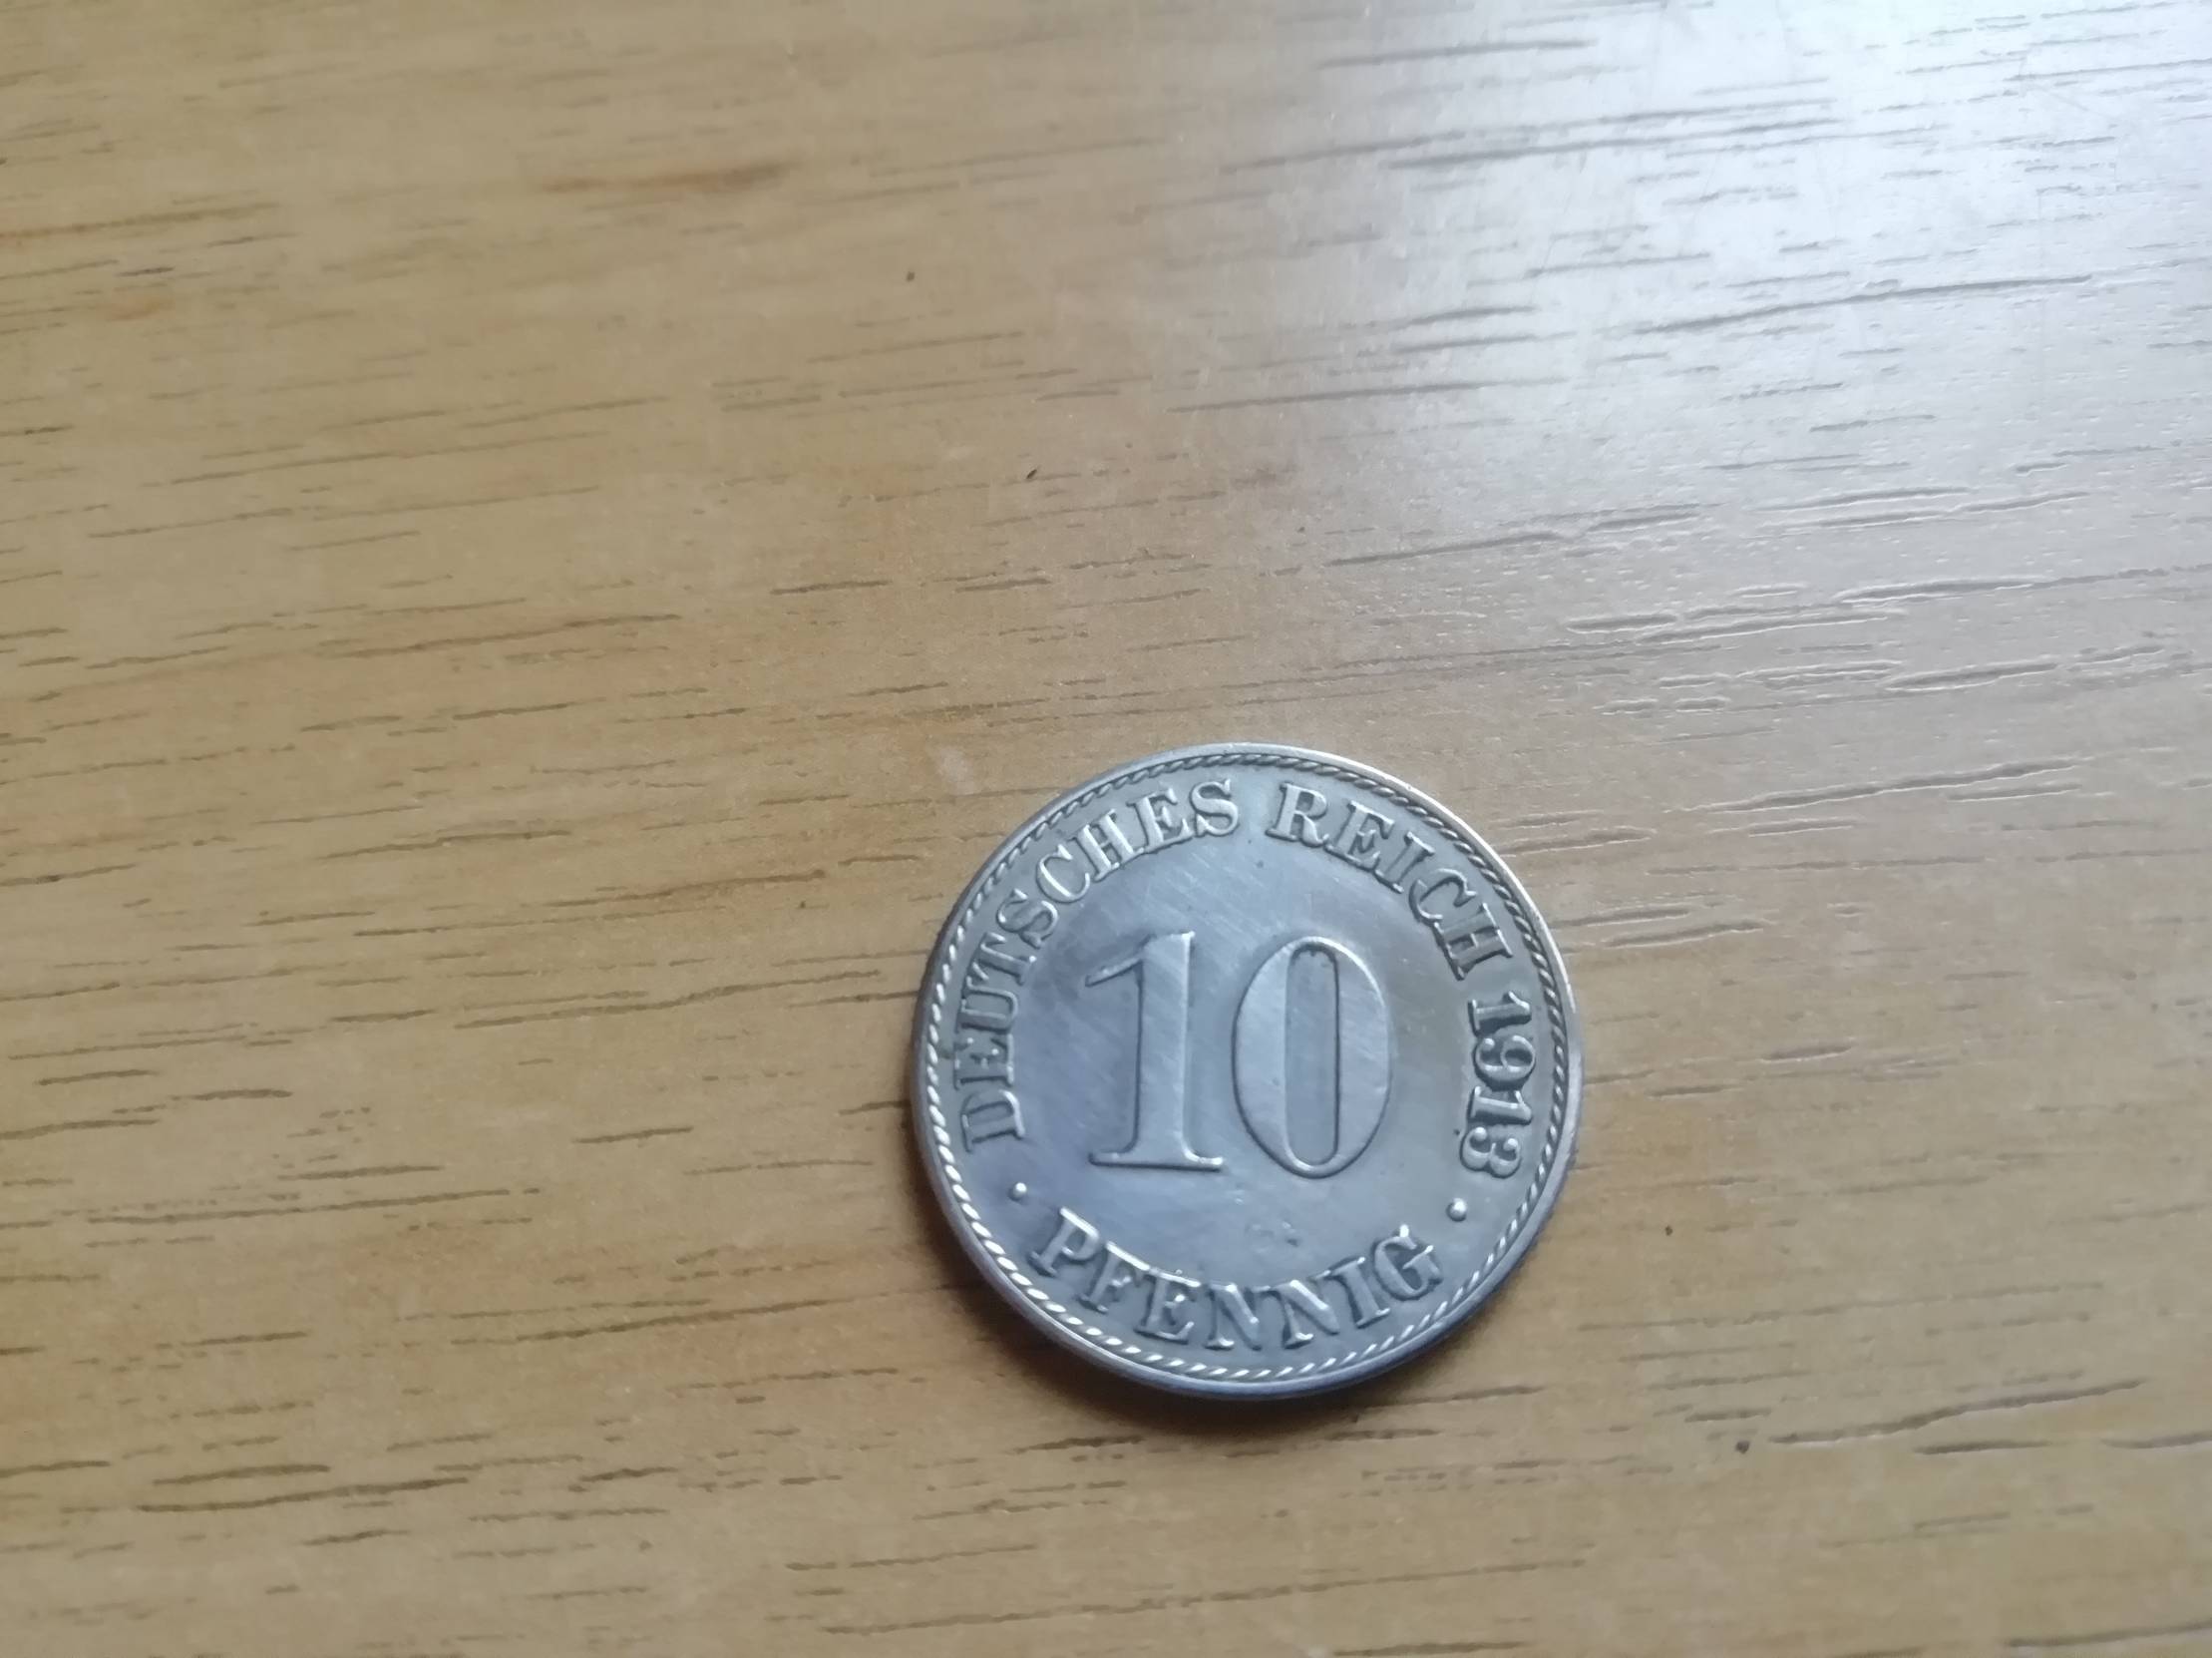 DEUTSCHES REICH 1913
10
· PFENNIG ·